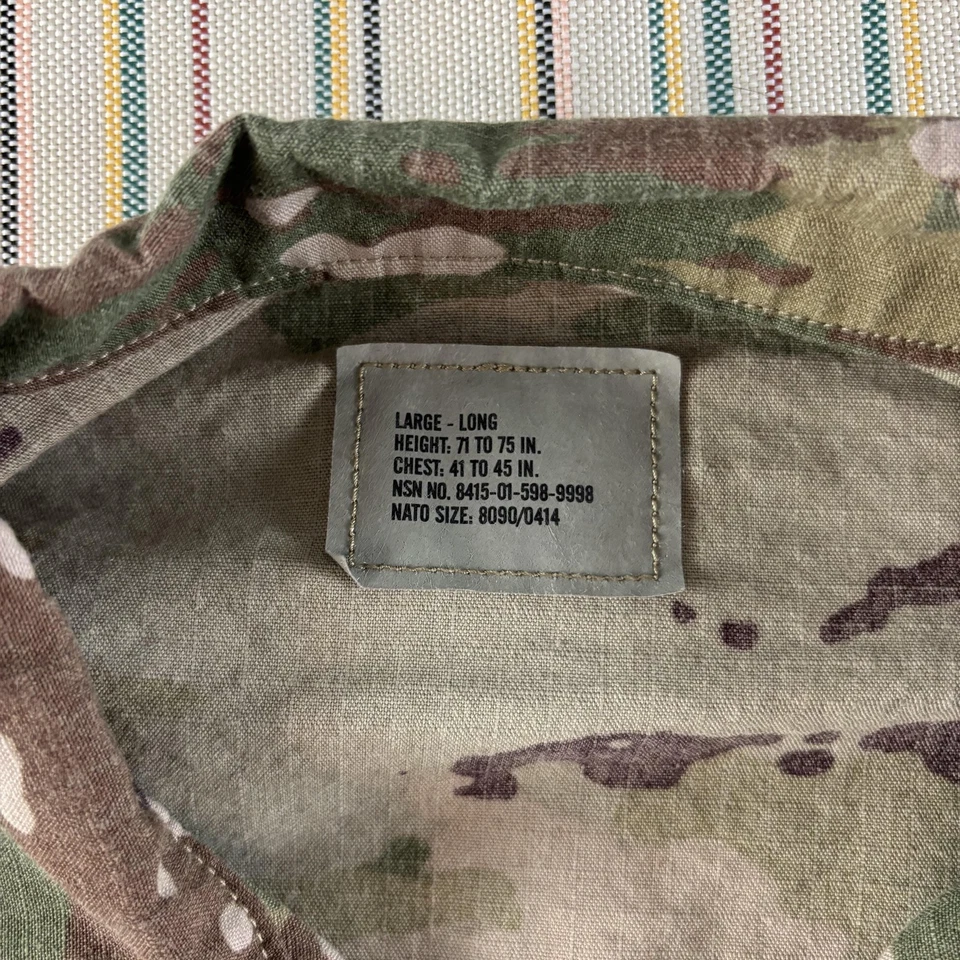 LARGE - LONG
HEIGHT: 71 TO 75 IN.
CHEST: 41 TO 45 IN.
NSN NO. 8415-01-598-9998
NATO SIZE: 8090/0414